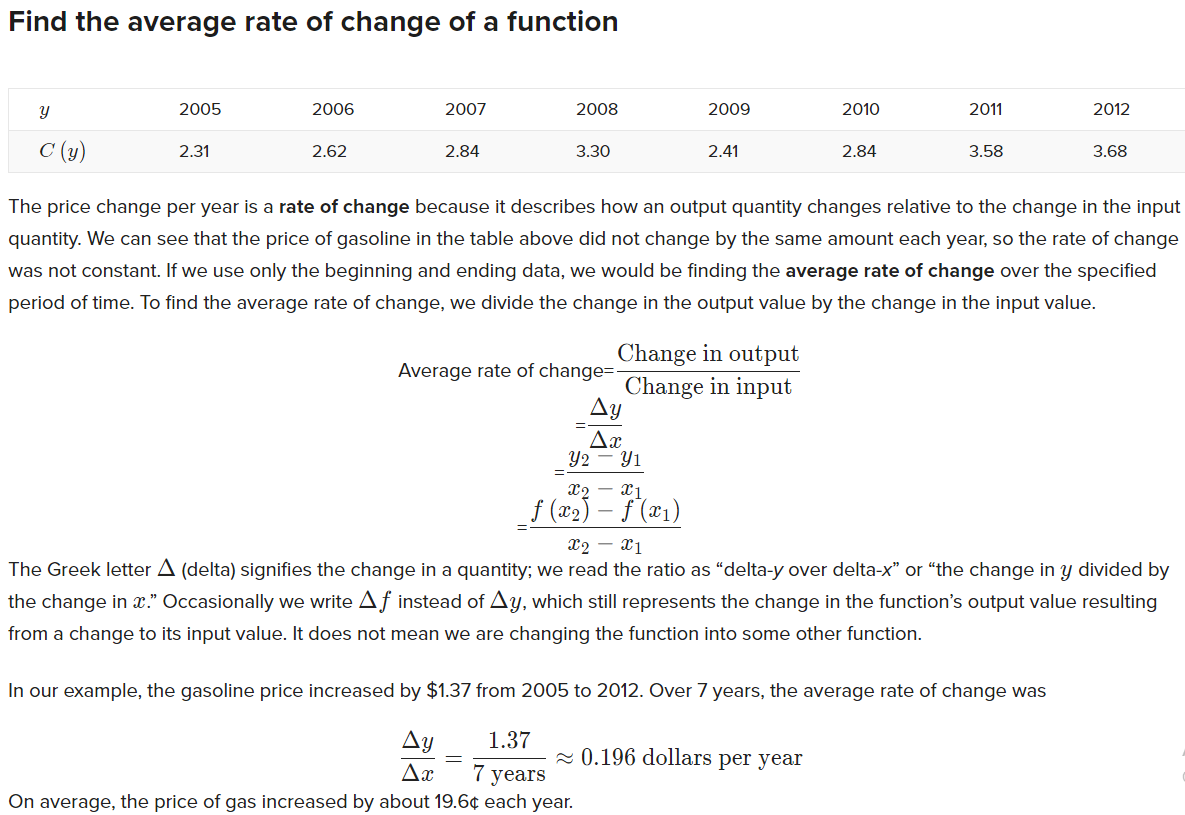 Find the average rate of change of a function
y 2005 2006 2007 2008 2009 2010 2011 2012
C (y) 2.31 2.62 2.84 3.30 2.41 2.84 3.58 3.68
The price change per year is a rate of change because it describes how an output quantity changes relative to the change in the input
quantity. We can see that the price of gasoline in the table above did not change by the same amount each year, so the rate of change
was not constant. If we use only the beginning and ending data, we would be finding the average rate of change over the specified
period of time. To find the average rate of change, we divide the change in the output value by the change in the input value.
Average rate of change= Change in output / Change in input
= Δy / Δx
= y₂ − y₁ / x₂ − x₁
= f (x₂) − f (x₁) / x₂ − x₁
The Greek letter Δ (delta) signifies the change in a quantity; we read the ratio as “delta-y over delta-x” or “the change in y divided by
the change in x.” Occasionally we write Δf instead of Δy, which still represents the change in the function’s output value resulting
from a change to its input value. It does not mean we are changing the function into some other function.
In our example, the gasoline price increased by $1.37 from 2005 to 2012. Over 7 years, the average rate of change was
Δy / Δx = 1.37 / 7 years ≈ 0.196 dollars per year
On average, the price of gas increased by about 19.6¢ each year.